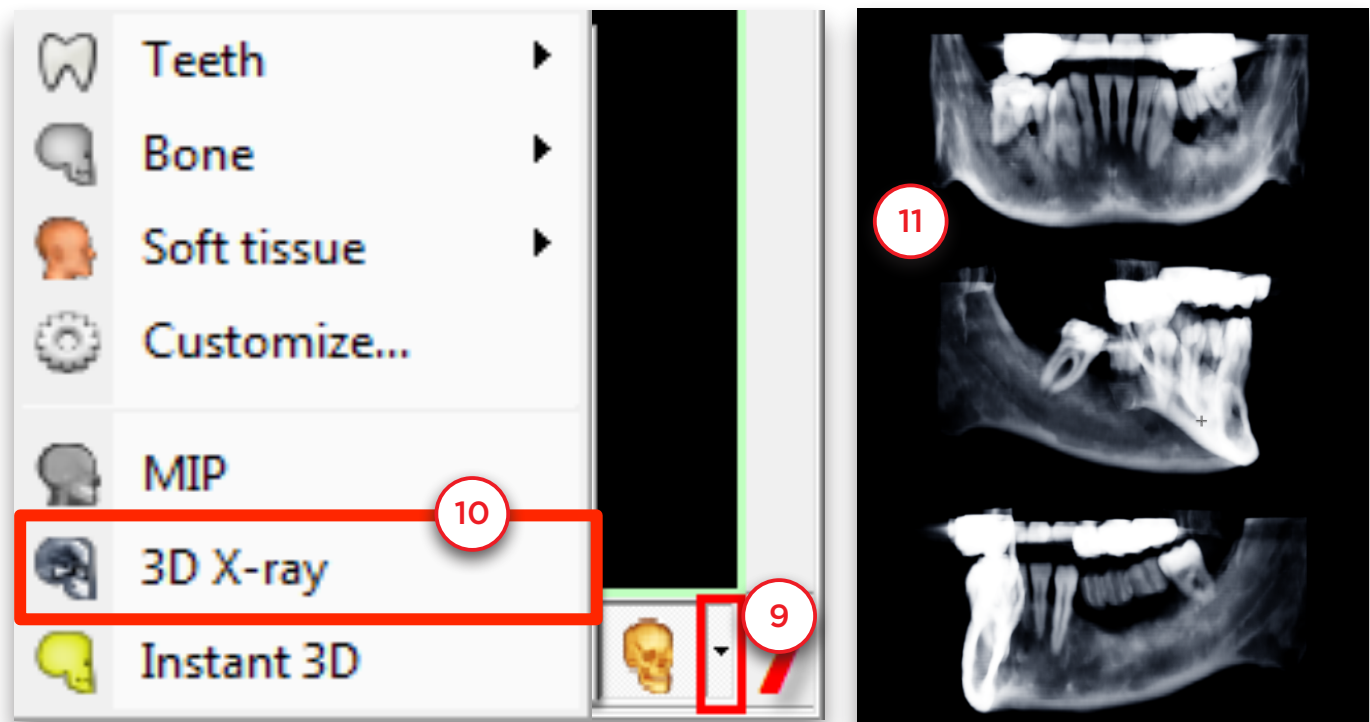 Teeth
Bone
Soft tissue
Customize...
MIP
10
3D X-ray
9
Instant 3D
11